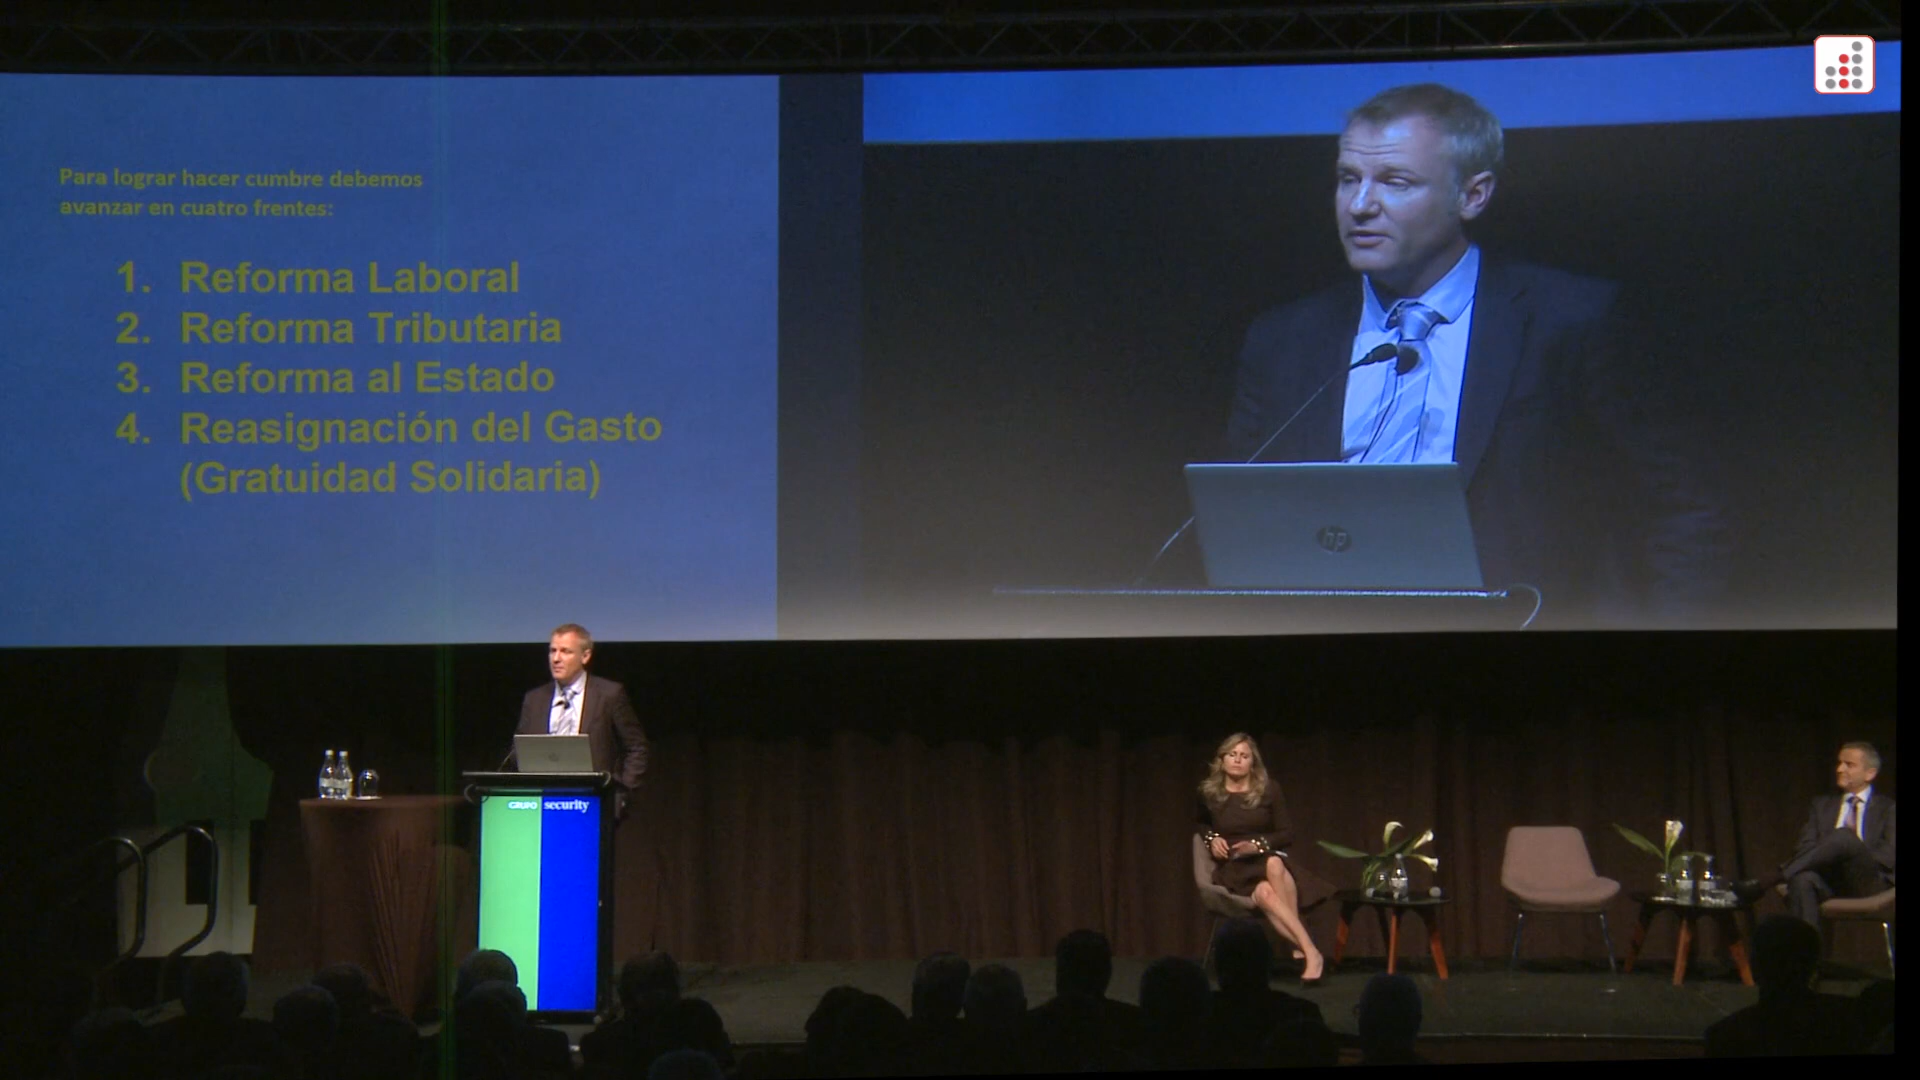 Para lograr hacer cumbre debemos
avanzar en cuatro frentes:
1. Reforma Laboral
2. Reforma Tributaria
3. Reforma al Estado
4. Reasignación del Gasto
(Gratuidad Solidaria)
hp
GRUPO security